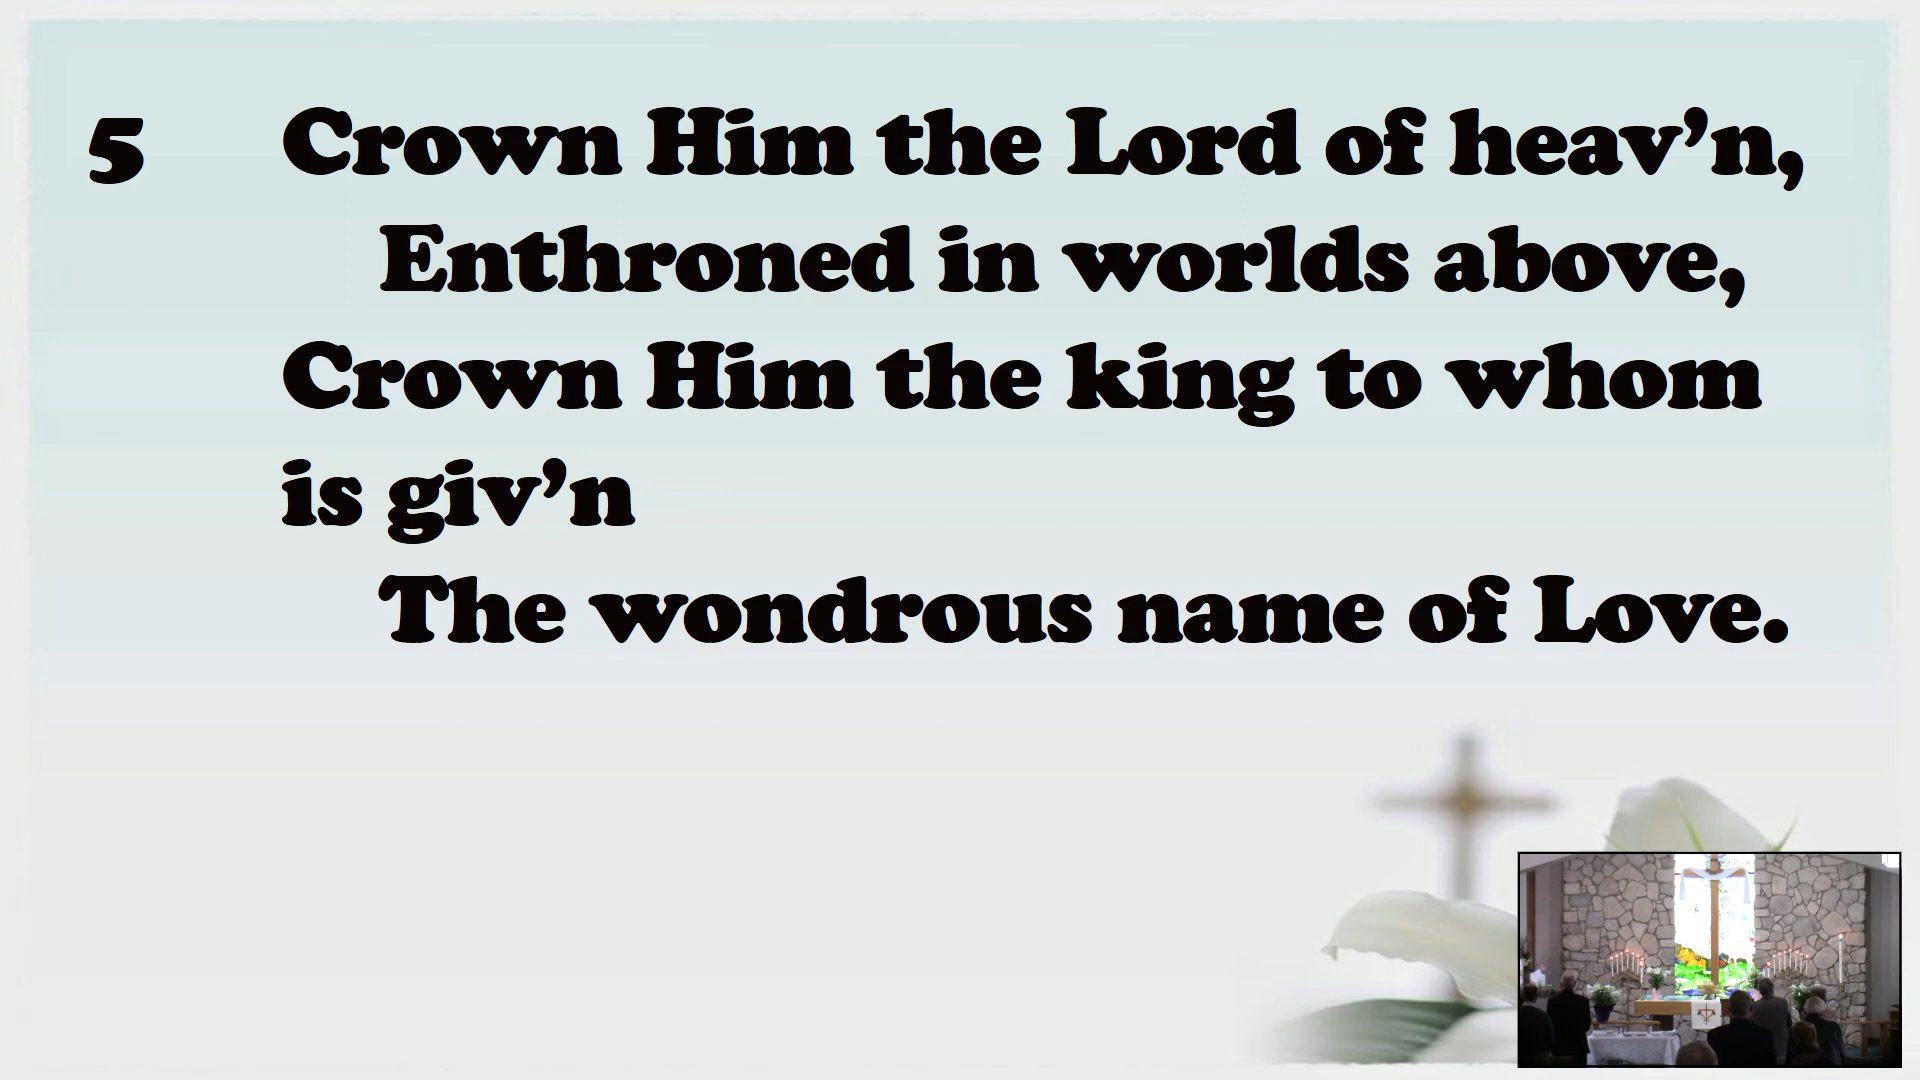 5 Crown Him the Lord of heav’n,
Enthroned in worlds above,
Crown Him the king to whom
is giv’n
The wondrous name of Love.